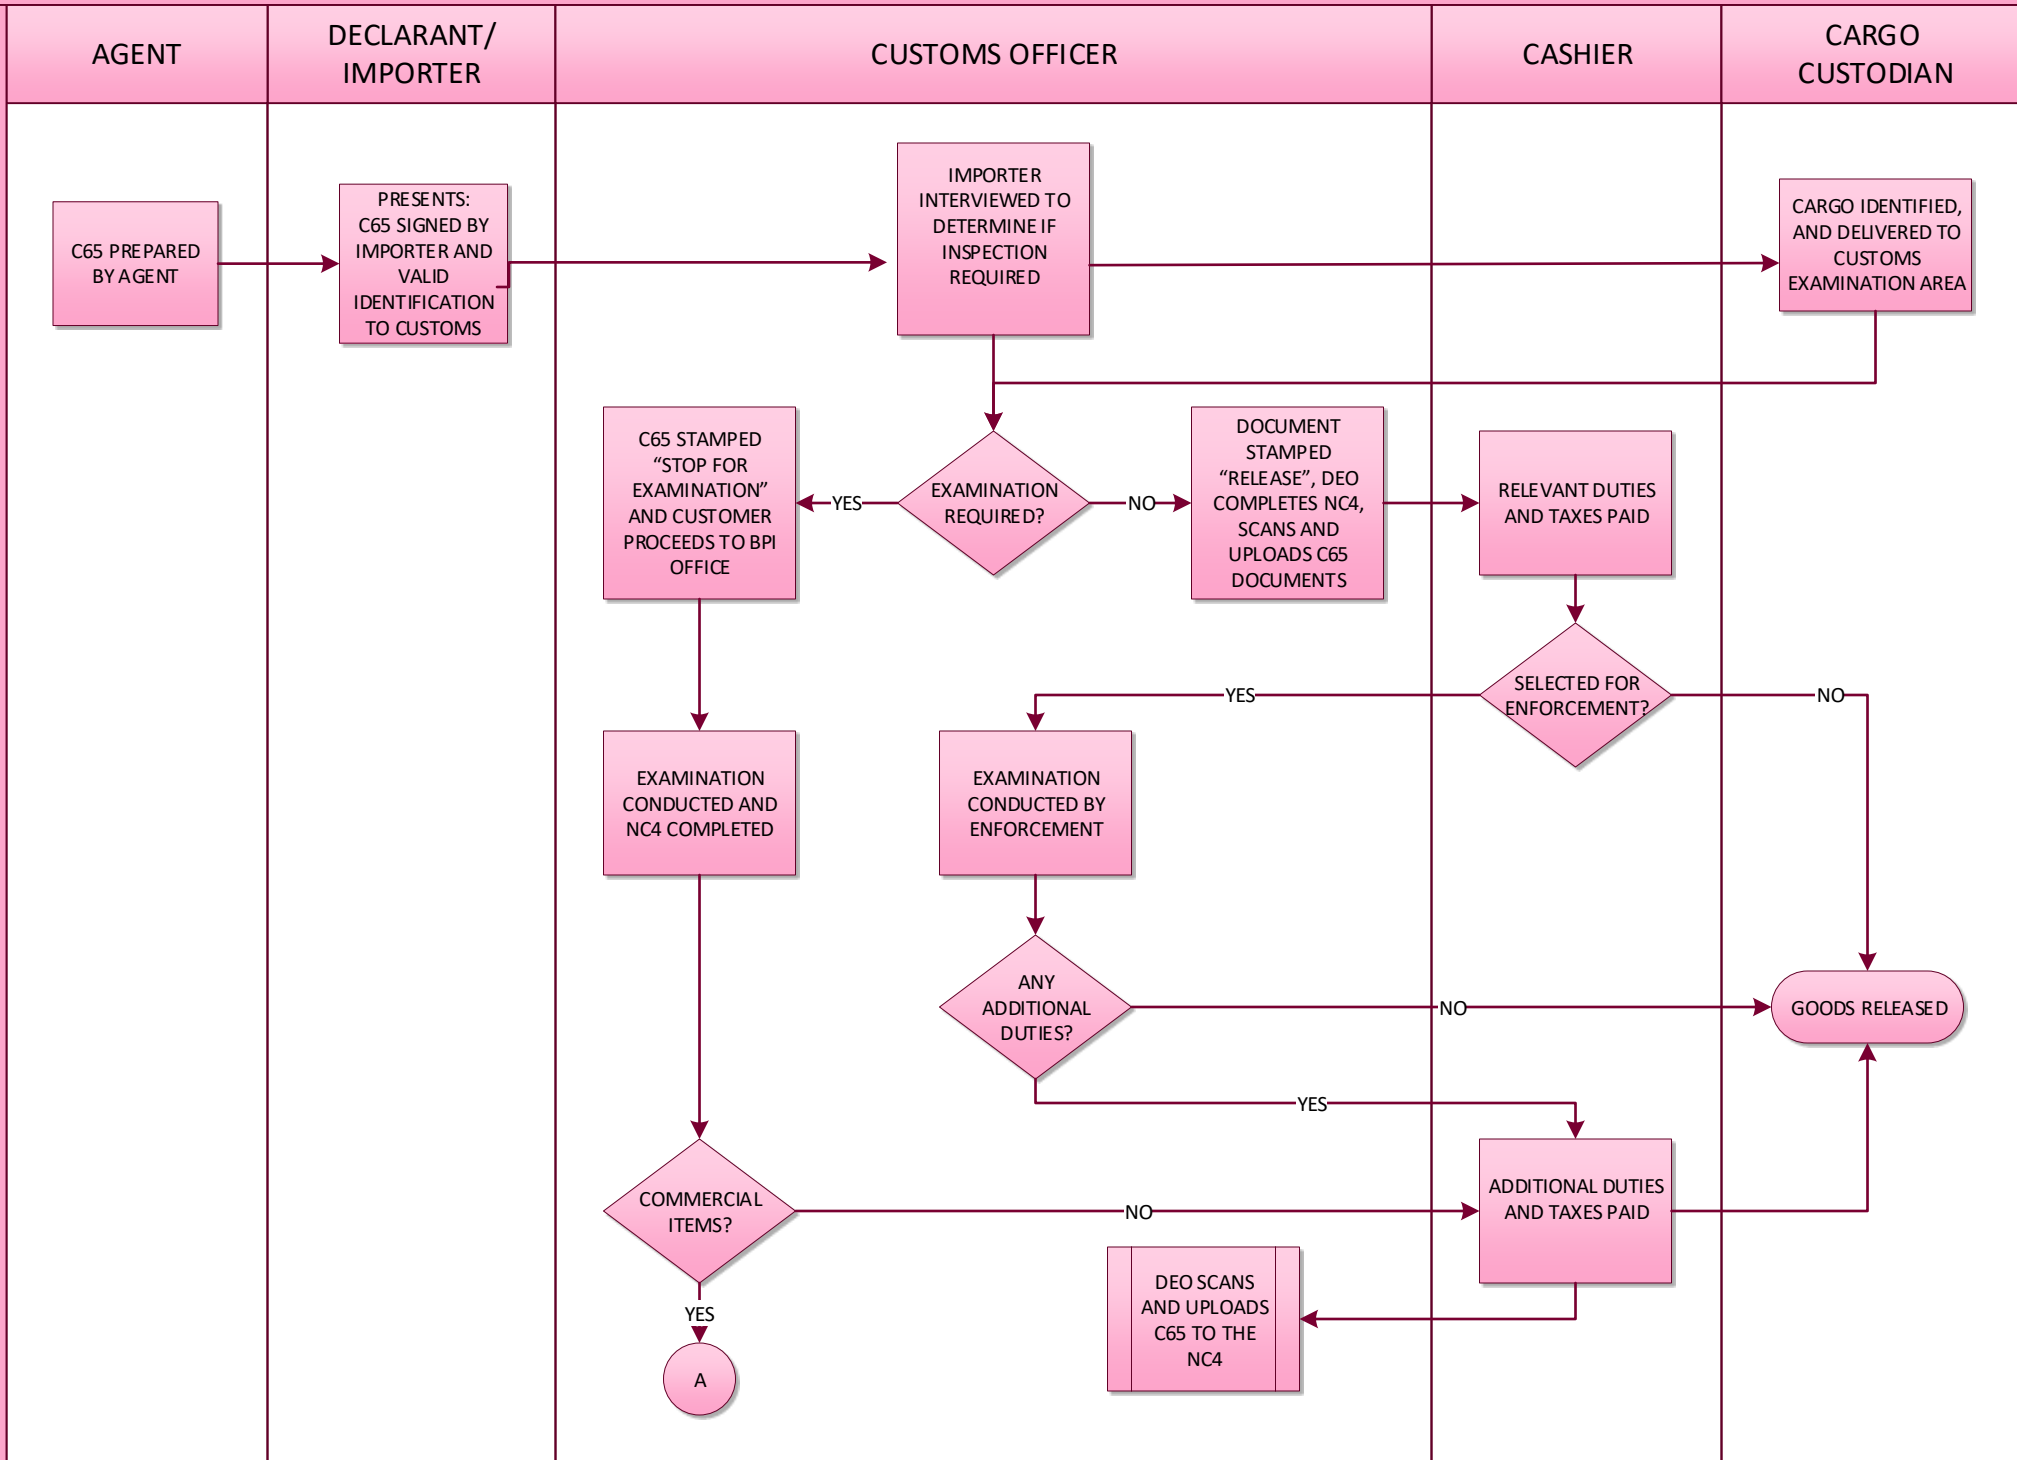 AGENT
DECLARANT/
IMPORTER
CUSTOMS OFFICER
CASHIER
CARGO
CUSTODIAN
C65 PREPARED
BY AGENT
PRESENTS:
C65 SIGNED BY
IMPORTER AND
VALID
IDENTIFICATION
TO CUSTOMS
IMPORTER
INTERVIEWED TO
DETERMINE IF
INSPECTION
REQUIRED
CARGO IDENTIFIED,
AND DELIVERED TO
CUSTOMS
EXAMINATION AREA
C65 STAMPED
“STOP FOR
EXAMINATION”
AND CUSTOMER
PROCEEDS TO BPI
OFFICE
YES
EXAMINATION
REQUIRED?
NO
DOCUMENT
STAMPED
“RELEASE”, DEO
COMPLETES NC4,
SCANS AND
UPLOADS C65
DOCUMENTS
RELEVANT DUTIES
AND TAXES PAID
YES
SELECTED FOR
ENFORCEMENT?
NO
EXAMINATION
CONDUCTED AND
NC4 COMPLETED
EXAMINATION
CONDUCTED BY
ENFORCEMENT
ANY
ADDITIONAL
DUTIES?
NO
GOODS RELEASED
YES
COMMERCIAL
ITEMS?
NO
ADDITIONAL DUTIES
AND TAXES PAID
YES
DEO SCANS
AND UPLOADS
C65 TO THE
NC4
A